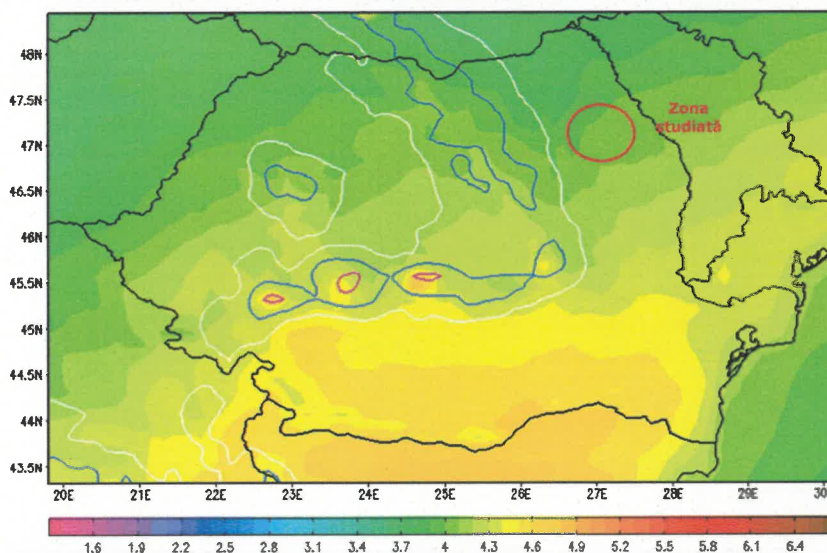 48N
47.5N
47N
46.5N
46N
45.5N
45N
44.5N
44N
43.5N
Zona
studiată
20E 21E 22E 23E 24E 25E 26E 27E 28E 29E 30
1.6 1.9 2.2 2.5 2.8 3.1 3.4 3.7 4 4.3 4.6 4.9 5.2 5.5 5.8 6.1 6.4